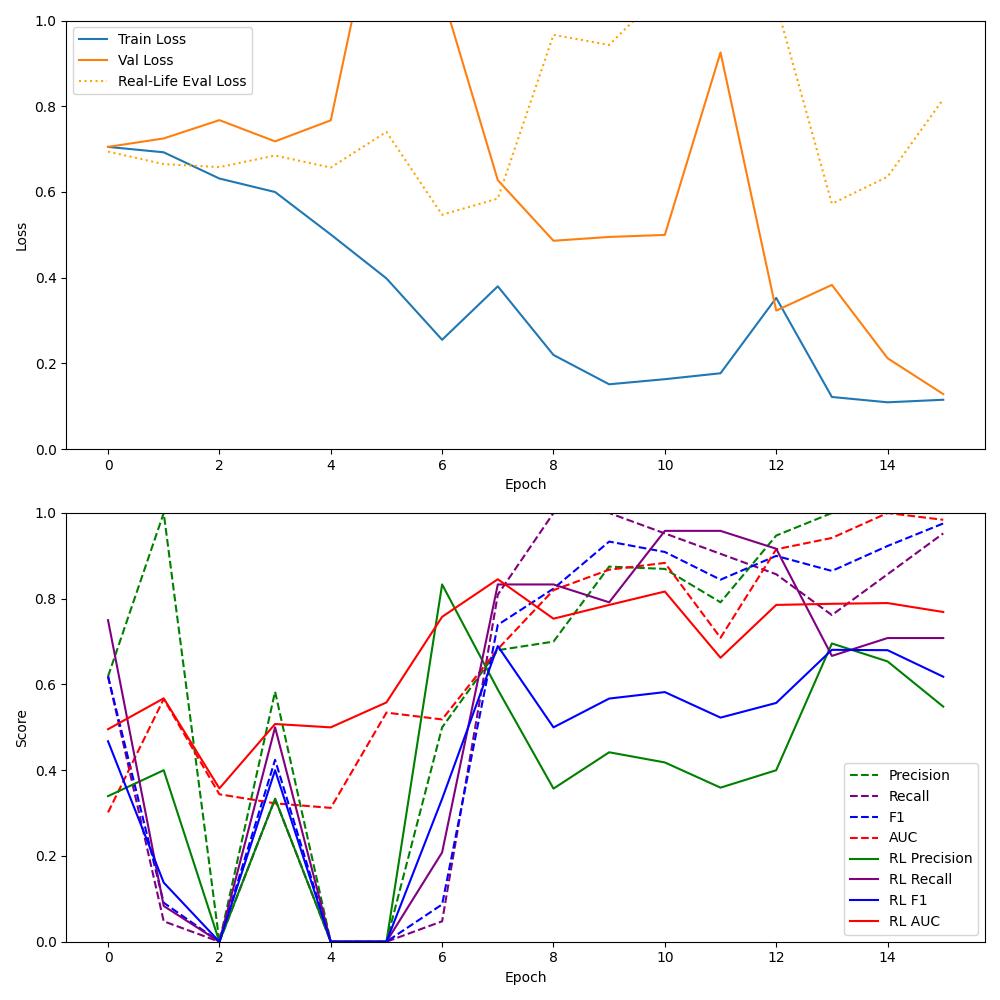 1.0
0.8
0.6
0.4
0.2
0.0
Loss
Train Loss
Val Loss
Real-Life Eval Loss
0 2 4 6 8 10 12 14
Epoch
1.0
0.8
0.6
0.4
0.2
0.0
Score
Precision
Recall
F1
AUC
RL Precision
RL Recall
RL F1
RL AUC
0 2 4 6 8 10 12 14
Epoch